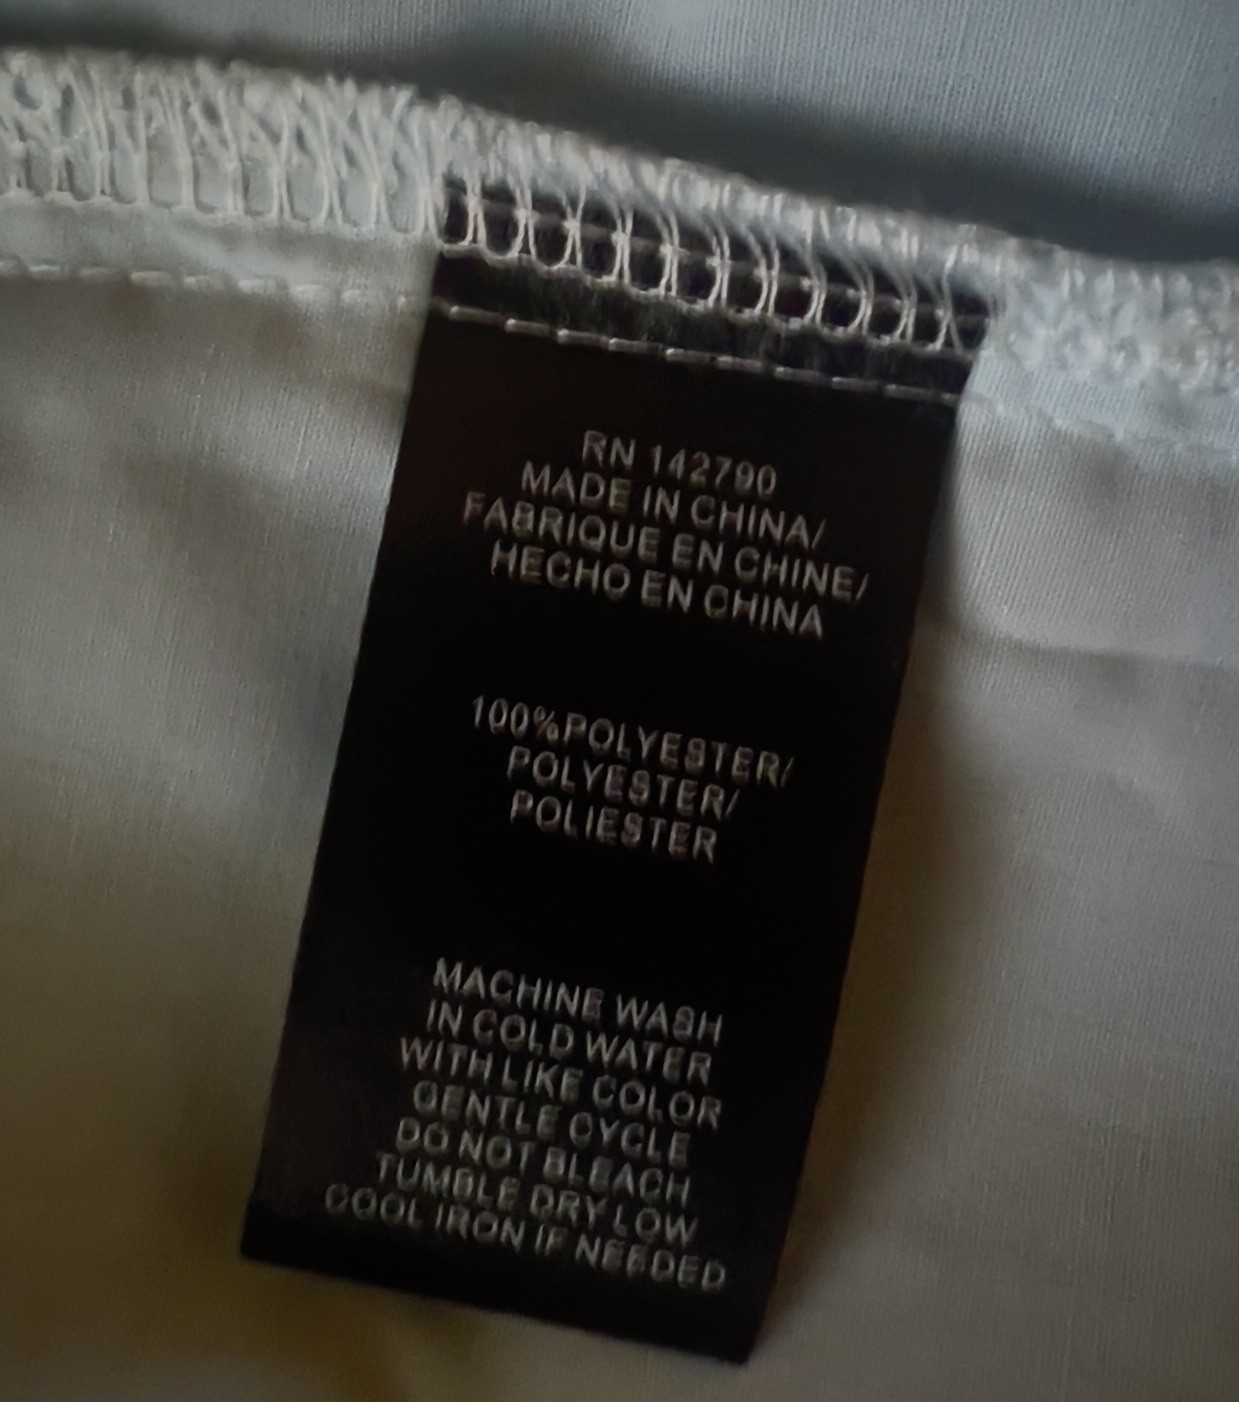 RN 142790
MADE IN CHINA/
FABRIQUE EN CHINE/
HECHO EN CHINA
100%POLYESTER/
POLYESTER/
POLIESTER
MACHINE WASH
IN COLD WATER
WITH LIKE COLOR
GENTLE CYCLE
DO NOT BLEACH
TUMBLE DRY LOW
COOL IRON IF NEEDED